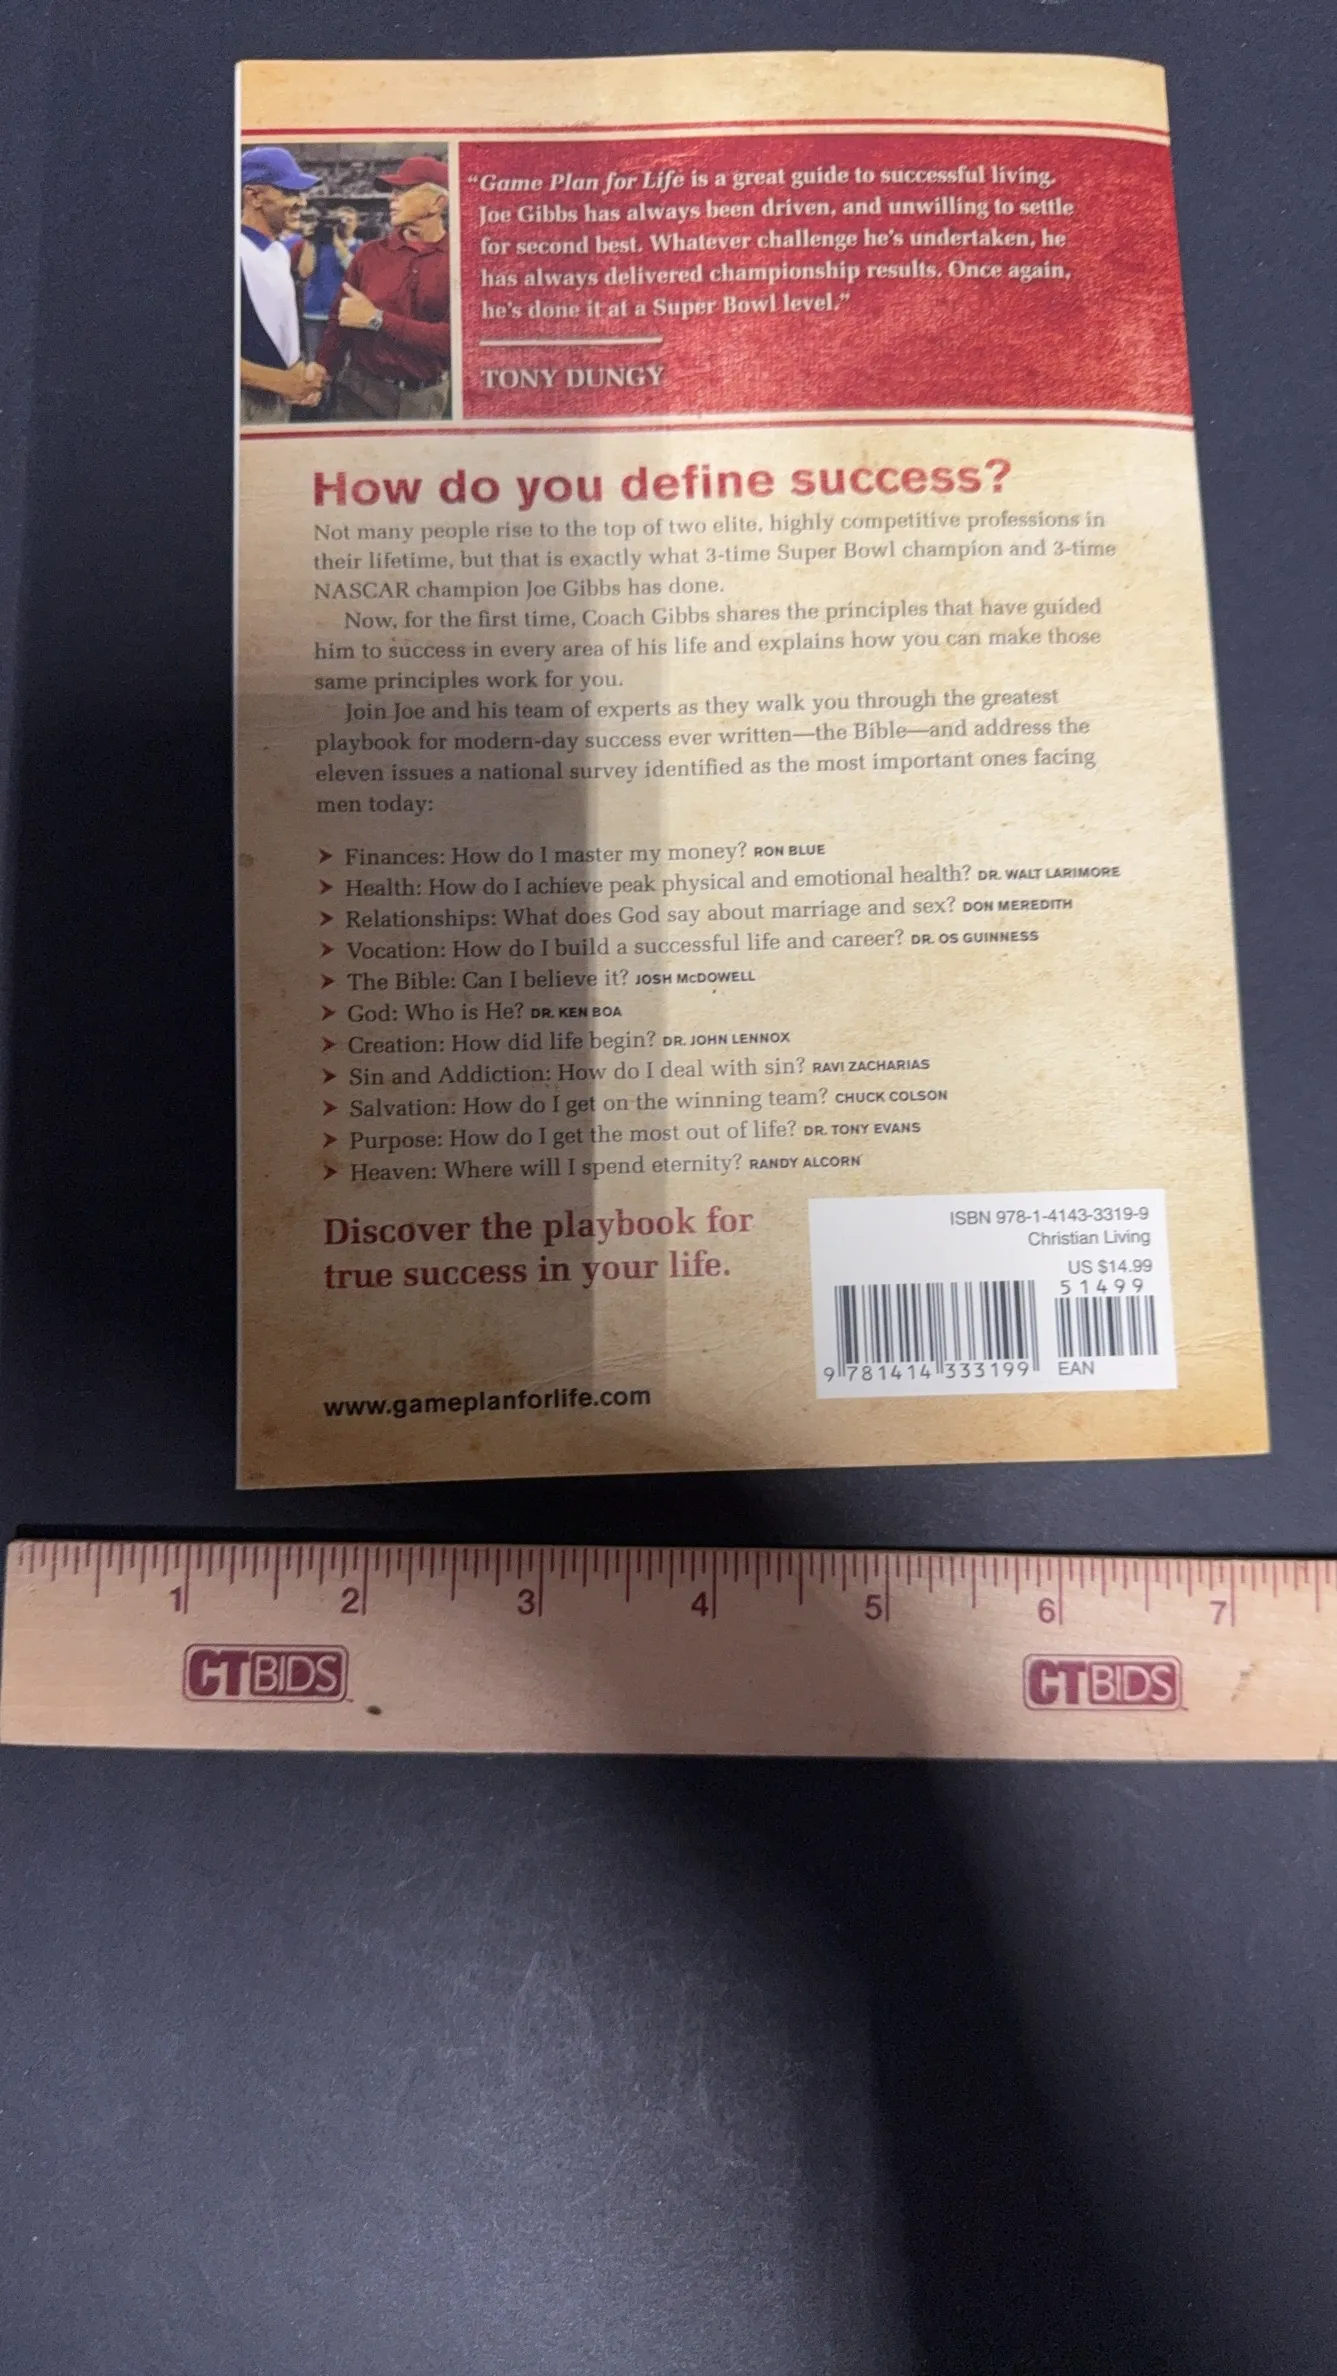 “Game Plan for Life is a great guide to successful living.
Joe Gibbs has always been driven, and unwilling to settle
for second best. Whatever challenge he's undertaken, he
has always delivered championship results. Once again,
he's done it at a Super Bowl level.”
TONY DUNGY
How do you define success?
Not many people rise to the top of two elite, highly competitive professions in
their lifetime, but that is exactly what 3-time Super Bowl champion and 3-time
NASCAR champion Joe Gibbs has done.
Now, for the first time, Coach Gibbs shares the principles that have guided
him to success in every area of his life and explains how you can make those
same principles work for you.
Join Joe and his team of experts as they walk you through the greatest
playbook for modern-day success ever written—the Bible—and address the
eleven issues a national survey identified as the most important ones facing
men today:
➤ Finances: How do I master my money? RON BLUE
➤ Health: How do I achieve peak physical and emotional health? DR. WALT LARIMORE
➤ Relationships: What does God say about marriage and sex? DON MEREDITH
➤ Vocation: How do I build a successful life and career? DR. OS GUINNESS
➤ The Bible: Can I believe it? JOSH McDOWELL
➤ God: Who is He? DR. KEN BOA
➤ Creation: How did life begin? DR. JOHN LENNOX
➤ Sin and Addiction: How do I deal with sin? RAVI ZACHARIAS
➤ Salvation: How do I get on the winning team? CHUCK COLSON
➤ Purpose: How do I get the most out of life? DR. TONY EVANS
➤ Heaven: Where will I spend eternity? RANDY ALCORN
Discover the playbook for
true success in your life.
www.gameplanforlife.com
ISBN 978-1-4143-3319-9
Christian Living
US $14.99
51499
9 781414 333199
EAN
1 2 3 4 5 6 7
CTBIDS CTBIDS